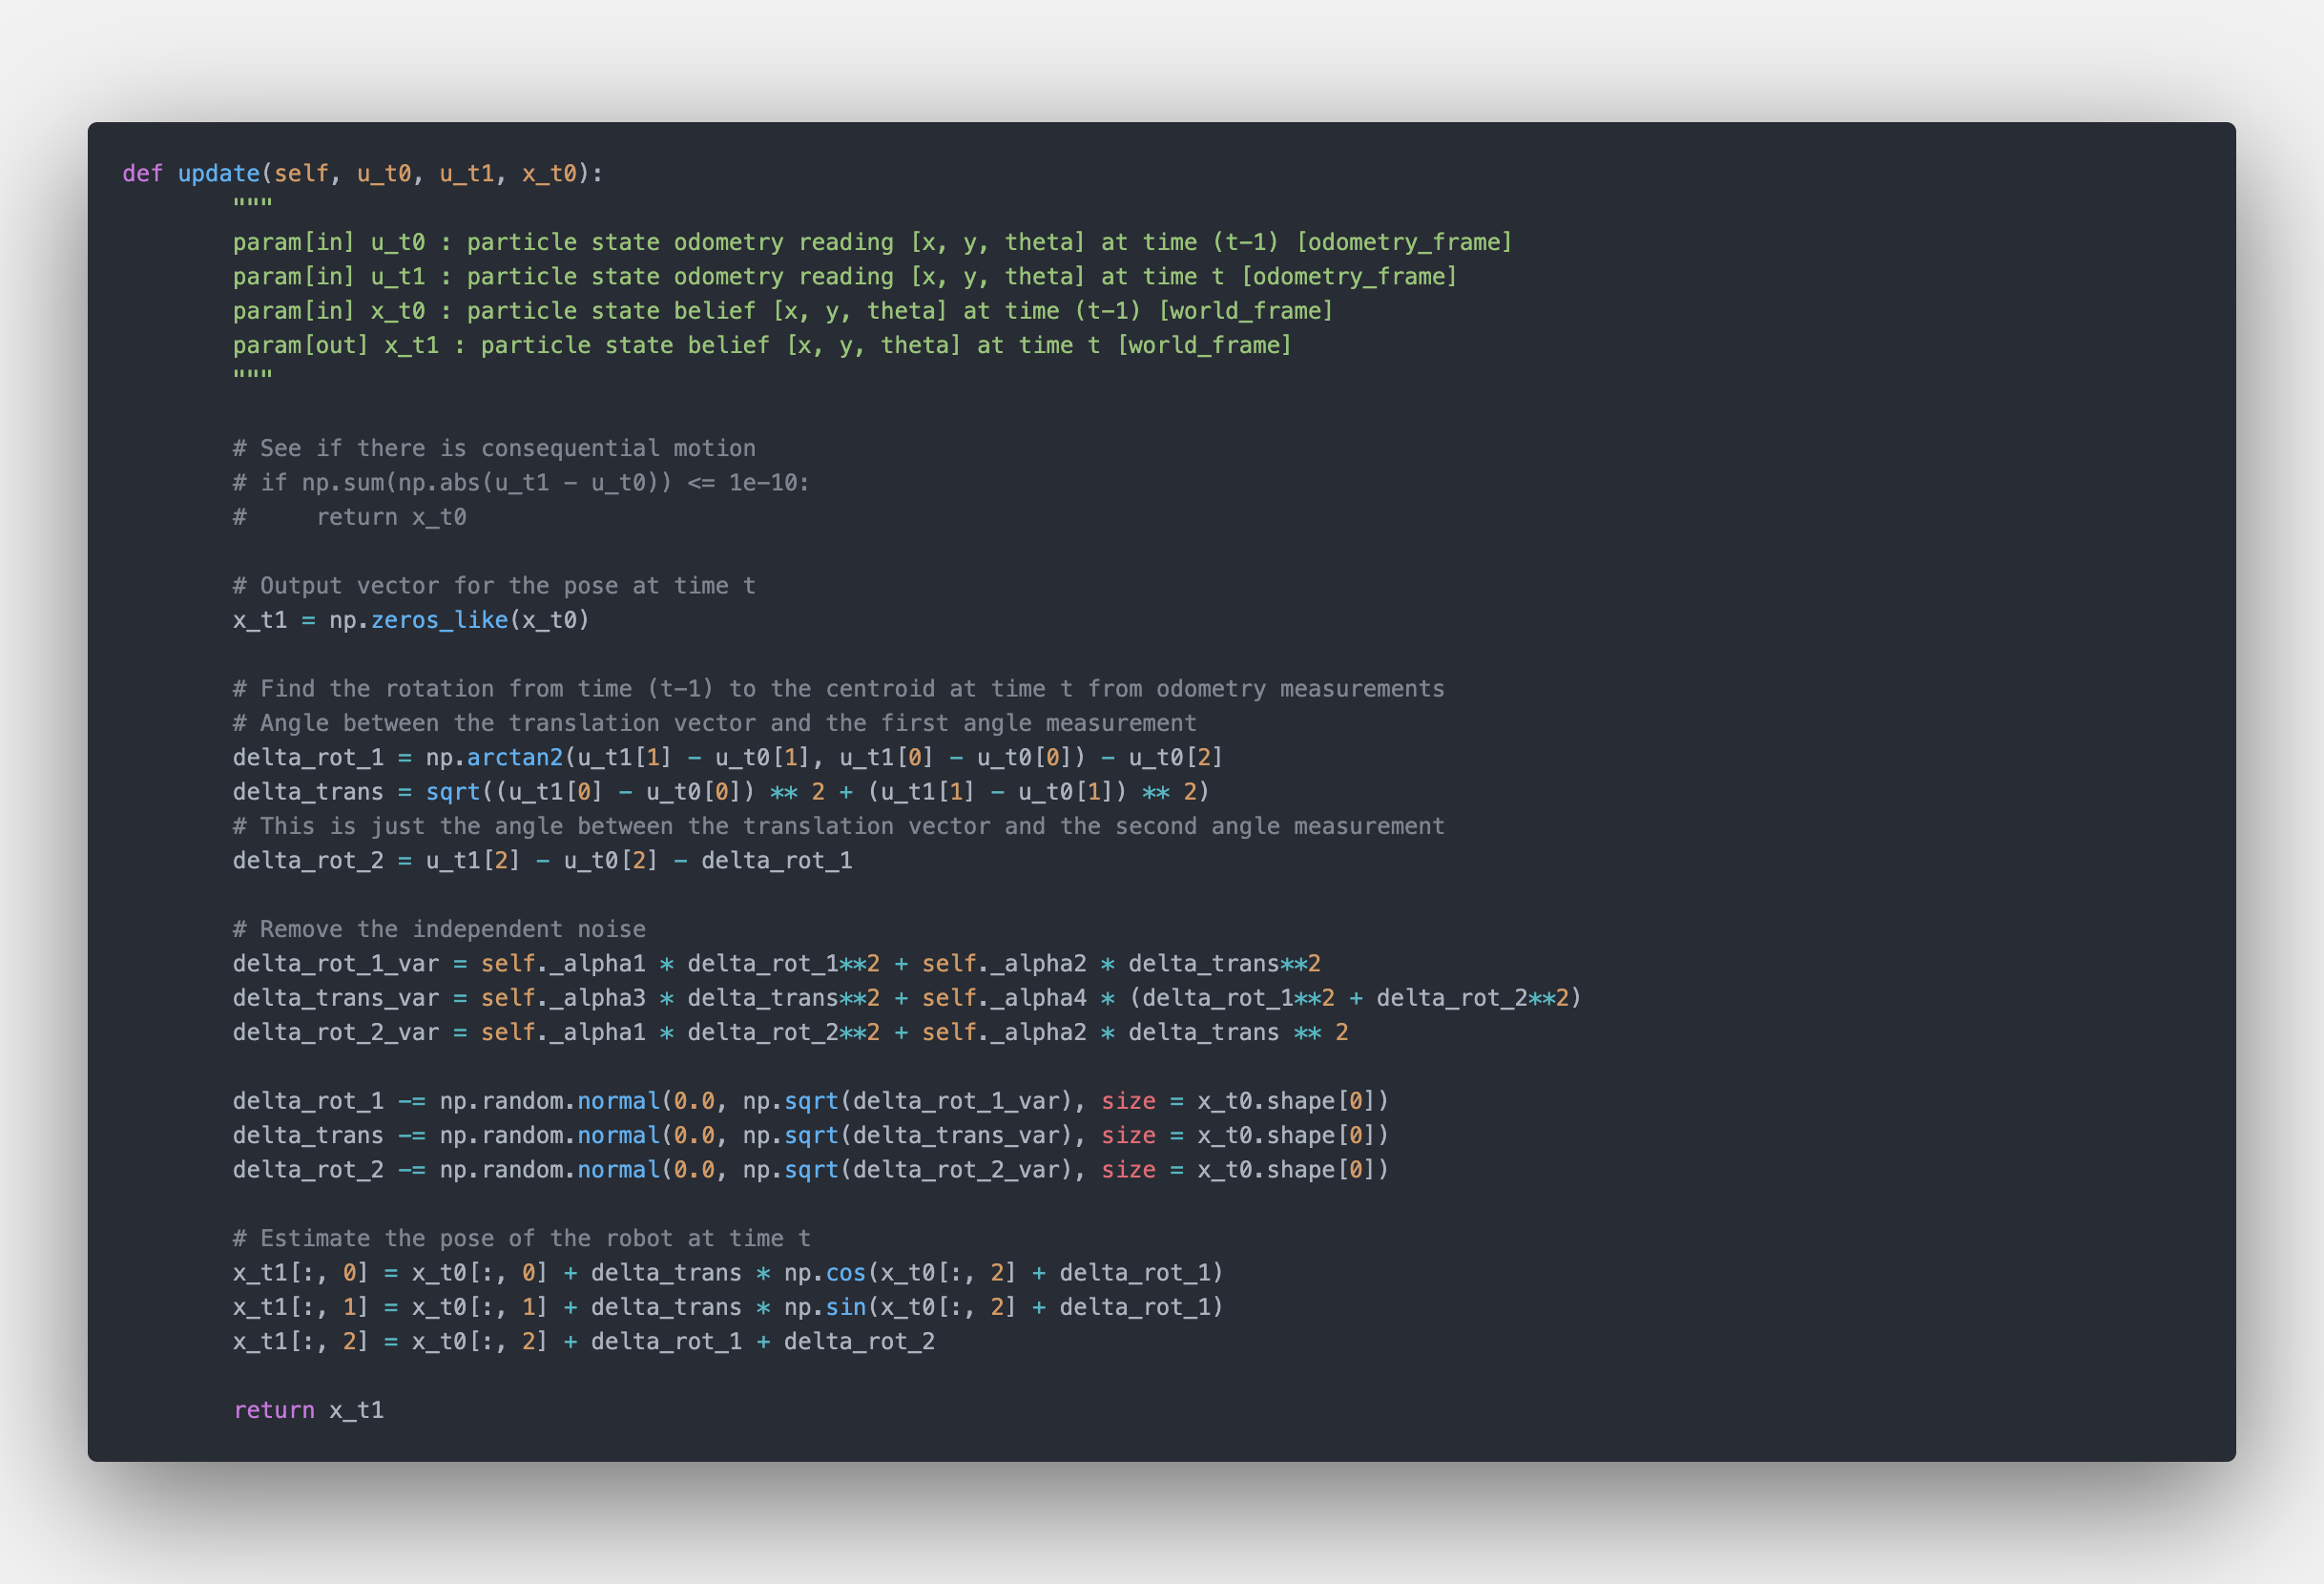 def update(self, u_t0, u_t1, x_t0):
        """
        param[in] u_t0 : particle state odometry reading [x, y, theta] at time (t-1) [odometry_frame]
        param[in] u_t1 : particle state odometry reading [x, y, theta] at time t [odometry_frame]
        param[in] x_t0 : particle state belief [x, y, theta] at time (t-1) [world_frame]
        param[out] x_t1 : particle state belief [x, y, theta] at time t [world_frame]
        """

        # See if there is consequential motion
        # if np.sum(np.abs(u_t1 - u_t0)) <= 1e-10:
        #     return x_t0

        # Output vector for the pose at time t
        x_t1 = np.zeros_like(x_t0)

        # Find the rotation from time (t-1) to the centroid at time t from odometry measurements
        # Angle between the translation vector and the first angle measurement
        delta_rot_1 = np.arctan2(u_t1[1] - u_t0[1], u_t1[0] - u_t0[0]) - u_t0[2]
        delta_trans = sqrt((u_t1[0] - u_t0[0]) ** 2 + (u_t1[1] - u_t0[1]) ** 2)
        # This is just the angle between the translation vector and the second angle measurement
        delta_rot_2 = u_t1[2] - u_t0[2] - delta_rot_1

        # Remove the independent noise
        delta_rot_1_var = self._alpha1 * delta_rot_1**2 + self._alpha2 * delta_trans**2
        delta_trans_var = self._alpha3 * delta_trans**2 + self._alpha4 * (delta_rot_1**2 + delta_rot_2**2)
        delta_rot_2_var = self._alpha1 * delta_rot_2**2 + self._alpha2 * delta_trans ** 2

        delta_rot_1 -= np.random.normal(0.0, np.sqrt(delta_rot_1_var), size = x_t0.shape[0])
        delta_trans -= np.random.normal(0.0, np.sqrt(delta_trans_var), size = x_t0.shape[0])
        delta_rot_2 -= np.random.normal(0.0, np.sqrt(delta_rot_2_var), size = x_t0.shape[0])

        # Estimate the pose of the robot at time t
        x_t1[:, 0] = x_t0[:, 0] + delta_trans * np.cos(x_t0[:, 2] + delta_rot_1)
        x_t1[:, 1] = x_t0[:, 1] + delta_trans * np.sin(x_t0[:, 2] + delta_rot_1)
        x_t1[:, 2] = x_t0[:, 2] + delta_rot_1 + delta_rot_2

        return x_t1